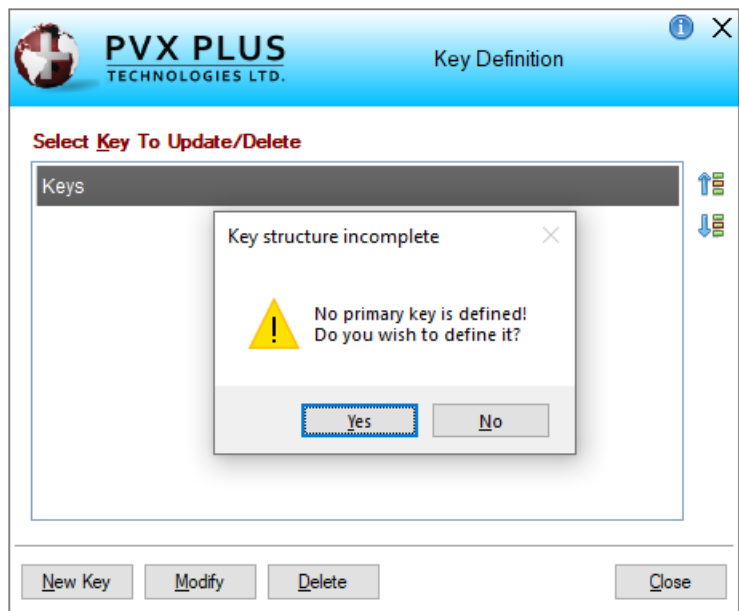 PVX PLUS
TECHNOLOGIES LTD.
Key Definition
Select Key To Update/Delete
Keys
Key structure incomplete
No primary key is defined!
Do you wish to define it?
Yes No
New Key Modify Delete Close